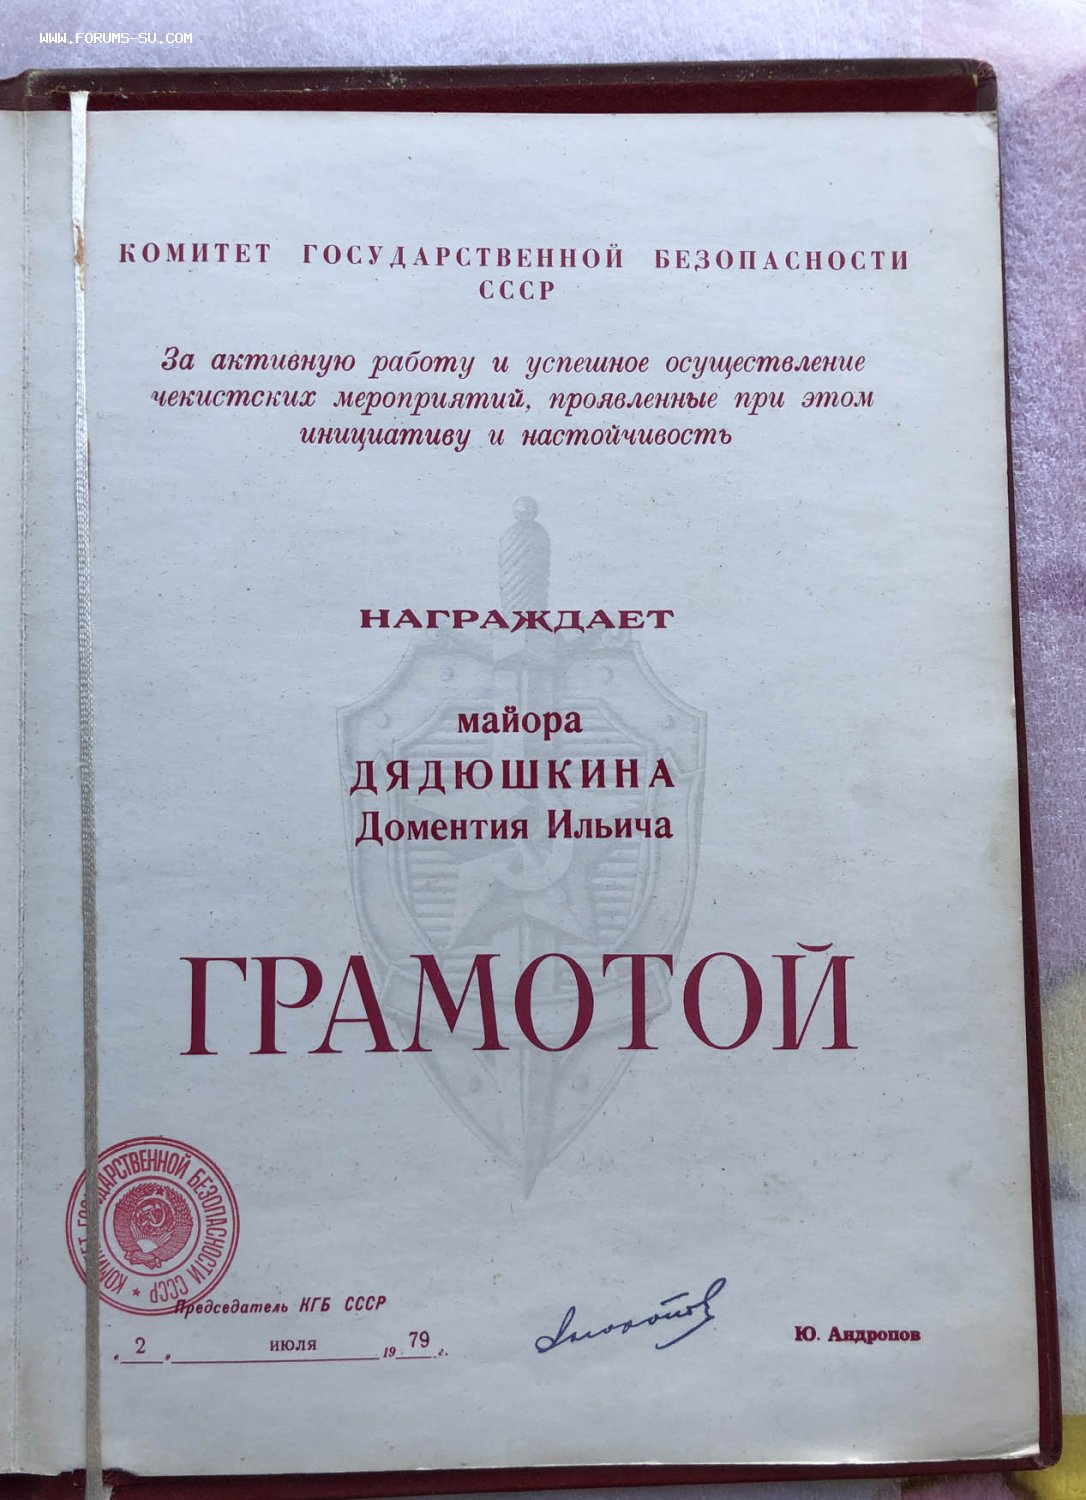 WWW.FORUMS-SU.COM
КОМИТЕТ ГОСУДАРСТВЕННОЙ БЕЗОПАСНОСТИ
СССР
За активную работу и успешное осуществление
чекистских мероприятий, проявленные при этом
инициативу и настойчивость
НАГРАЖДАЕТ
майора
ДЯДЮШКИНА
Доментия Ильича
ГРАМОТОЙ
КОМИТЕТ ГОСУДАРСТВЕННОЙ БЕЗОПАСНОСТИ СССР
Председатель КГБ СССР
„ 2 „ июля 1979 г.
Ю. Андропов